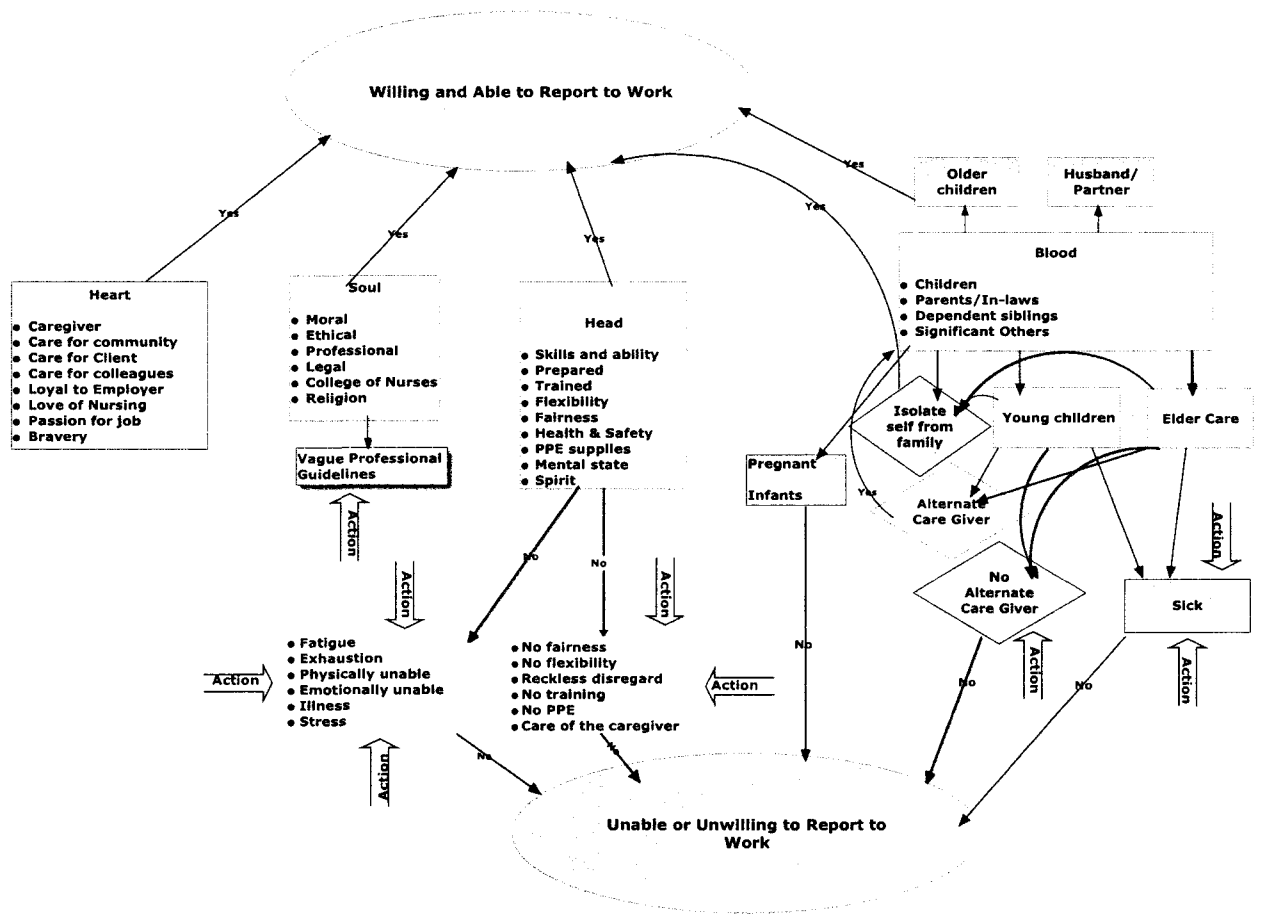 Willing and Able to Report to Work
Yes
Yes
Yes
Yes
Yes
Older
children
Husband/
Partner
Heart
• Caregiver
• Care for community
• Care for Client
• Care for colleagues
• Loyal to Employer
• Love of Nursing
• Passion for job
• Bravery
Soul
• Moral
• Ethical
• Professional
• Legal
• College of Nurses
• Religion
Vague Professional
Guidelines
Head
• Skills and ability
• Prepared
• Trained
• Flexibility
• Fairness
• Health & Safety
• PPE supplies
• Mental state
• Spirit
Blood
• Children
• Parents/In-laws
• Dependent siblings
• Significant Others
Isolate
self from
family
Young children
Elder Care
Pregnant
Infants
Yes
Alternate
Care Giver
No
Alternate
Care Giver
Sick
Action
Action
Action
Action
No
No
• Fatigue
• Exhaustion
• Physically unable
• Emotionally unable
• Illness
• Stress
Action
Action
• No fairness
• No flexibility
• Reckless disregard
• No training
• No PPE
• Care of the caregiver
Action
No
No
Action
Action
No
No
No
Unable or Unwilling to Report to
Work